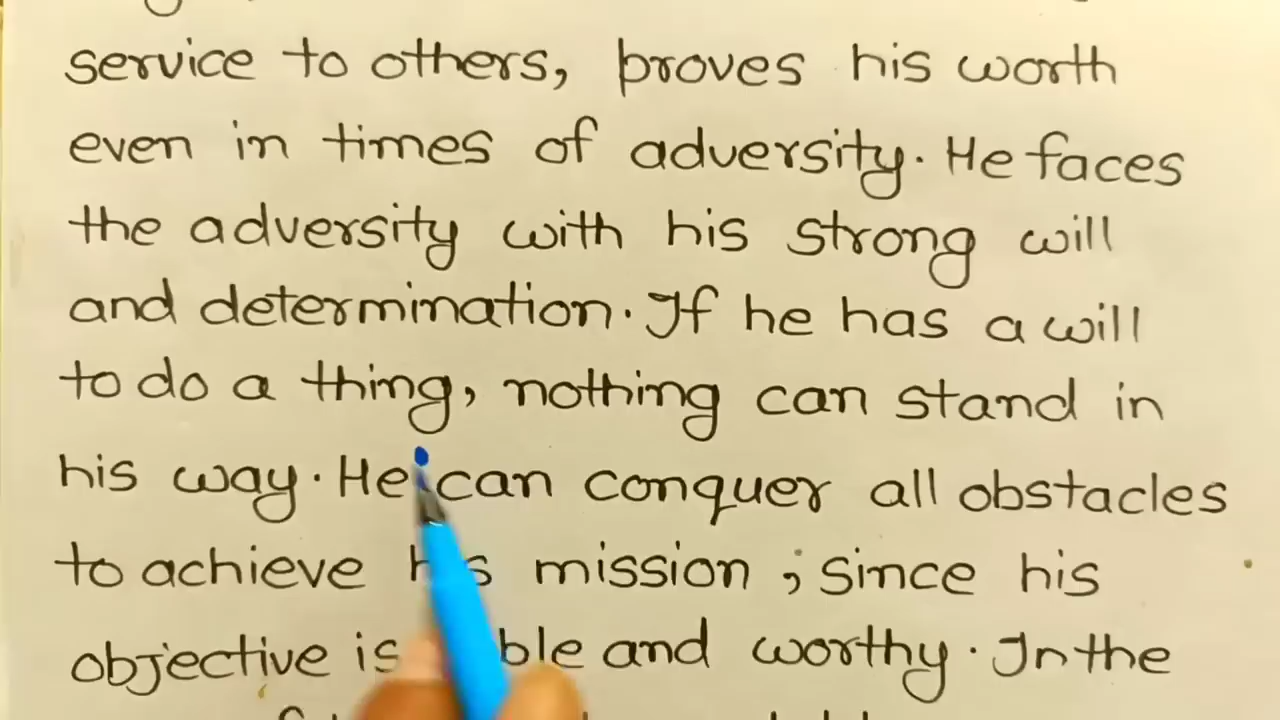 service to others, proves his worth
even in times of adversity. He faces
the adversity with his strong will
and determination. If he has a will
to do a thing, nothing can stand in
his way. He can conquer all obstacles
to achieve his mission ; since his
objective is and worthy. In the